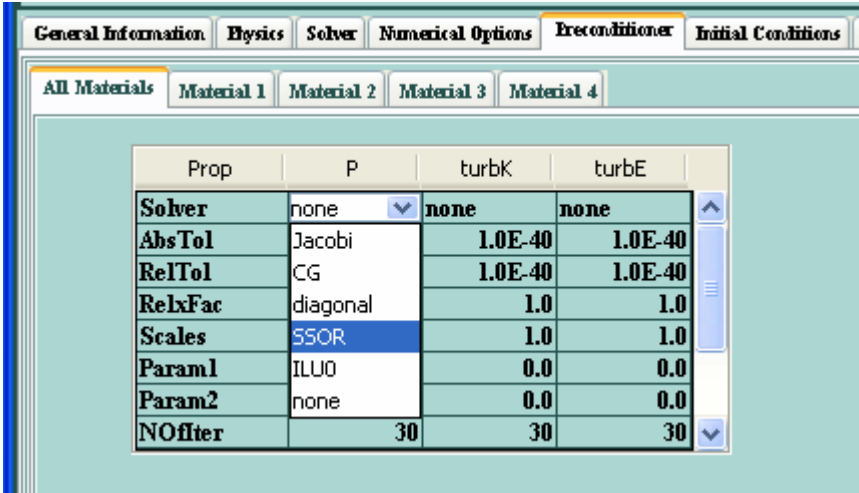 General Information Physics Solver Numerical Options Preconditioner Initial Conditions
All Materials Material 1 Material 2 Material 3 Material 4
Prop P turbK turbE
Solver none none none
AbsTol Jacobi 1.0E-40 1.0E-40
RelTol CG 1.0E-40 1.0E-40
RelxFac diagonal 1.0 1.0
Scales SSOR 1.0 1.0
Param1 ILU0 0.0 0.0
Param2 none 0.0 0.0
NOfIter 30 30 30